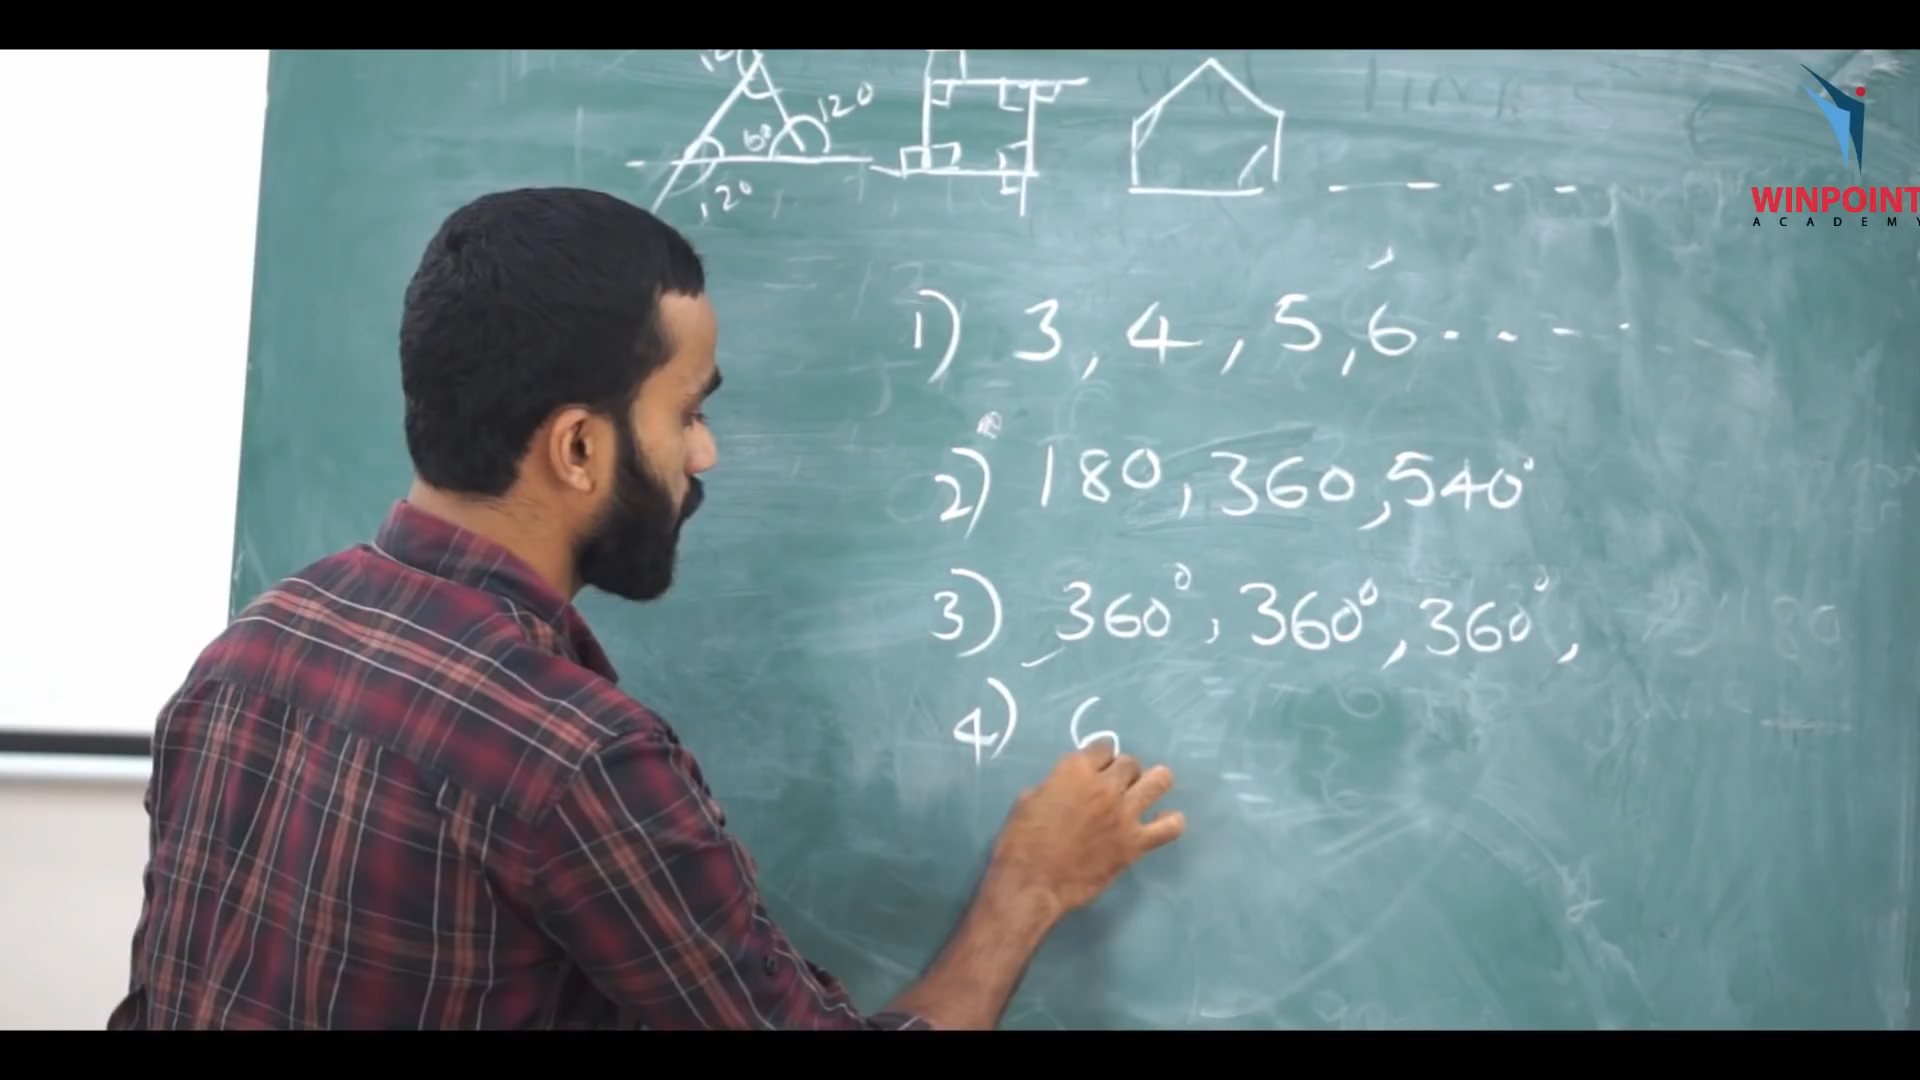 120
60
120
WINPOINT
ACADEMY
1) 3, 4, 5, 6 ----
2) 180, 360, 540°
3) 360°, 360°, 360°,
4) 6